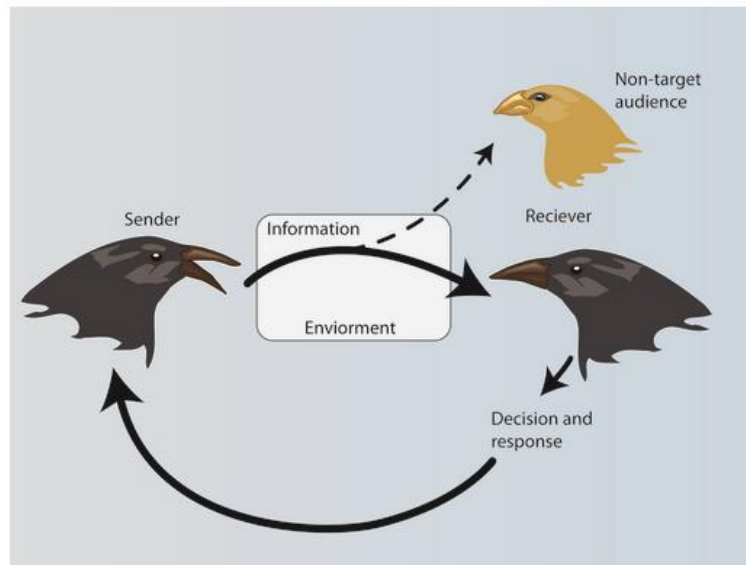 Non-target
audience
Sender
Reciever
Information
Enviorment
Decision and
response